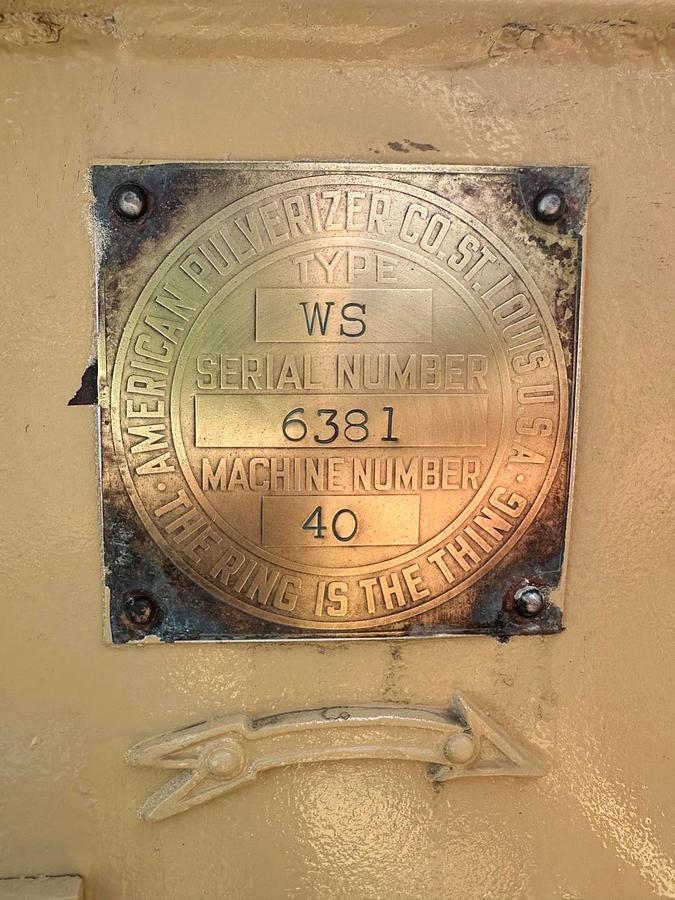 · AMERICAN PULVERIZER CO. ST. LOUIS U.S.A ·
TYPE
WS
SERIAL NUMBER
6381
MACHINE NUMBER
40
THE RING IS THE THING